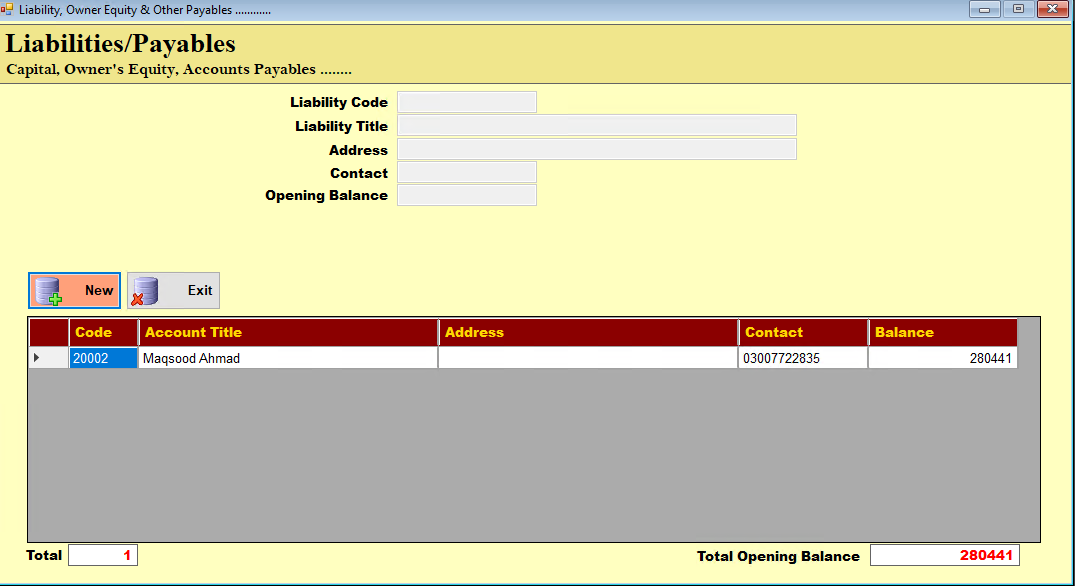 Liability, Owner Equity & Other Payables ............
Liabilities/Payables
Capital, Owner's Equity, Accounts Payables ........
Liability Code
Liability Title
Address
Contact
Opening Balance
New Exit
Code Account Title Address Contact Balance
20002 Maqsood Ahmad 03007722835 280441
Total 1 Total Opening Balance 280441